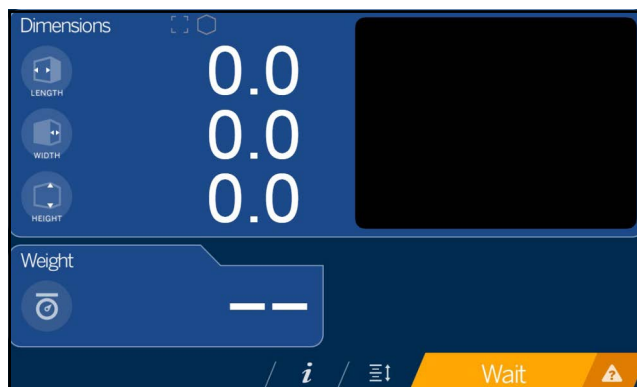 Dimensions
LENGTH
0.0
WIDTH
0.0
HEIGHT
0.0
Weight
--
i
Wait
?